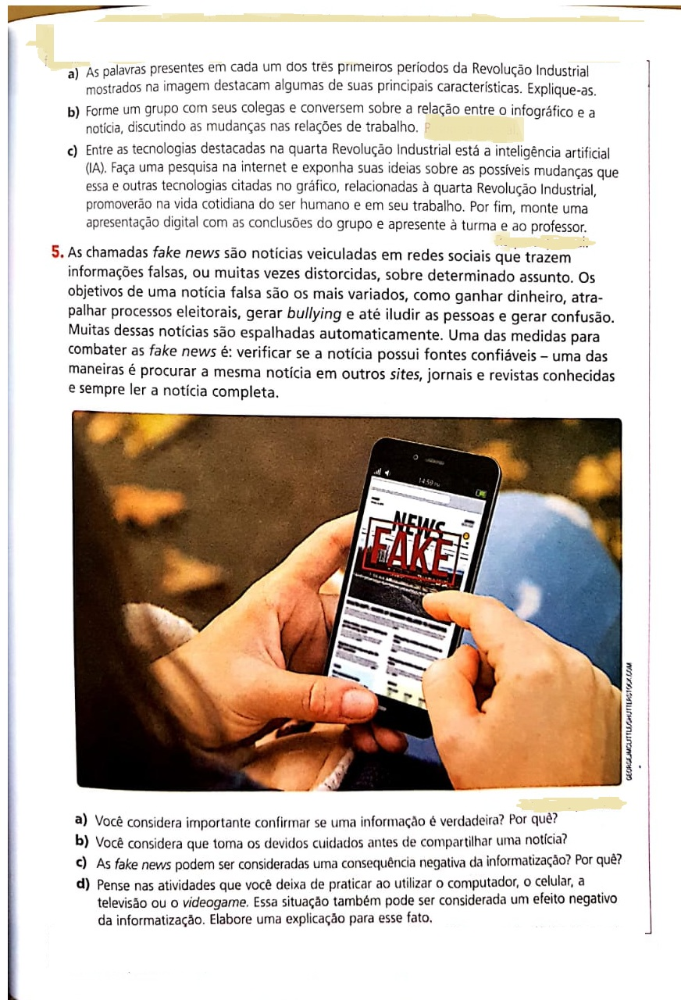 a) As palavras presentes em cada um dos três primeiros períodos da Revolução Industrial
mostrados na imagem destacam algumas de suas principais características. Explique-as.
b) Forme um grupo com seus colegas e conversem sobre a relação entre o infográfico e a
notícia, discutindo as mudanças nas relações de trabalho.
c) Entre as tecnologias destacadas na quarta Revolução Industrial está a inteligência artificial
(IA). Faça uma pesquisa na internet e exponha suas ideias sobre as possíveis mudanças que
essa e outras tecnologias citadas no gráfico, relacionadas à quarta Revolução Industrial,
promoverão na vida cotidiana do ser humano e em seu trabalho. Por fim, monte uma
apresentação digital com as conclusões do grupo e apresente à turma e ao professor.
5. As chamadas fake news são notícias veiculadas em redes sociais que trazem
informações falsas, ou muitas vezes distorcidas, sobre determinado assunto. Os
objetivos de uma notícia falsa são os mais variados, como ganhar dinheiro, atra-
palhar processos eleitorais, gerar bullying e até iludir as pessoas e gerar confusão.
Muitas dessas notícias são espalhadas automaticamente. Uma das medidas para
combater as fake news é: verificar se a notícia possui fontes confiáveis – uma das
maneiras é procurar a mesma notícia em outros sites, jornais e revistas conhecidas
e sempre ler a notícia completa.
14:59
NEWS
FAKE
GEORGEJMCLITTLE/SHUTTERSTOCK.COM
a) Você considera importante confirmar se uma informação é verdadeira? Por quê?
b) Você considera que toma os devidos cuidados antes de compartilhar uma notícia?
c) As fake news podem ser consideradas uma consequência negativa da informatização? Por quê?
d) Pense nas atividades que você deixa de praticar ao utilizar o computador, o celular, a
televisão ou o videogame. Essa situação também pode ser considerada um efeito negativo
da informatização. Elabore uma explicação para esse fato.